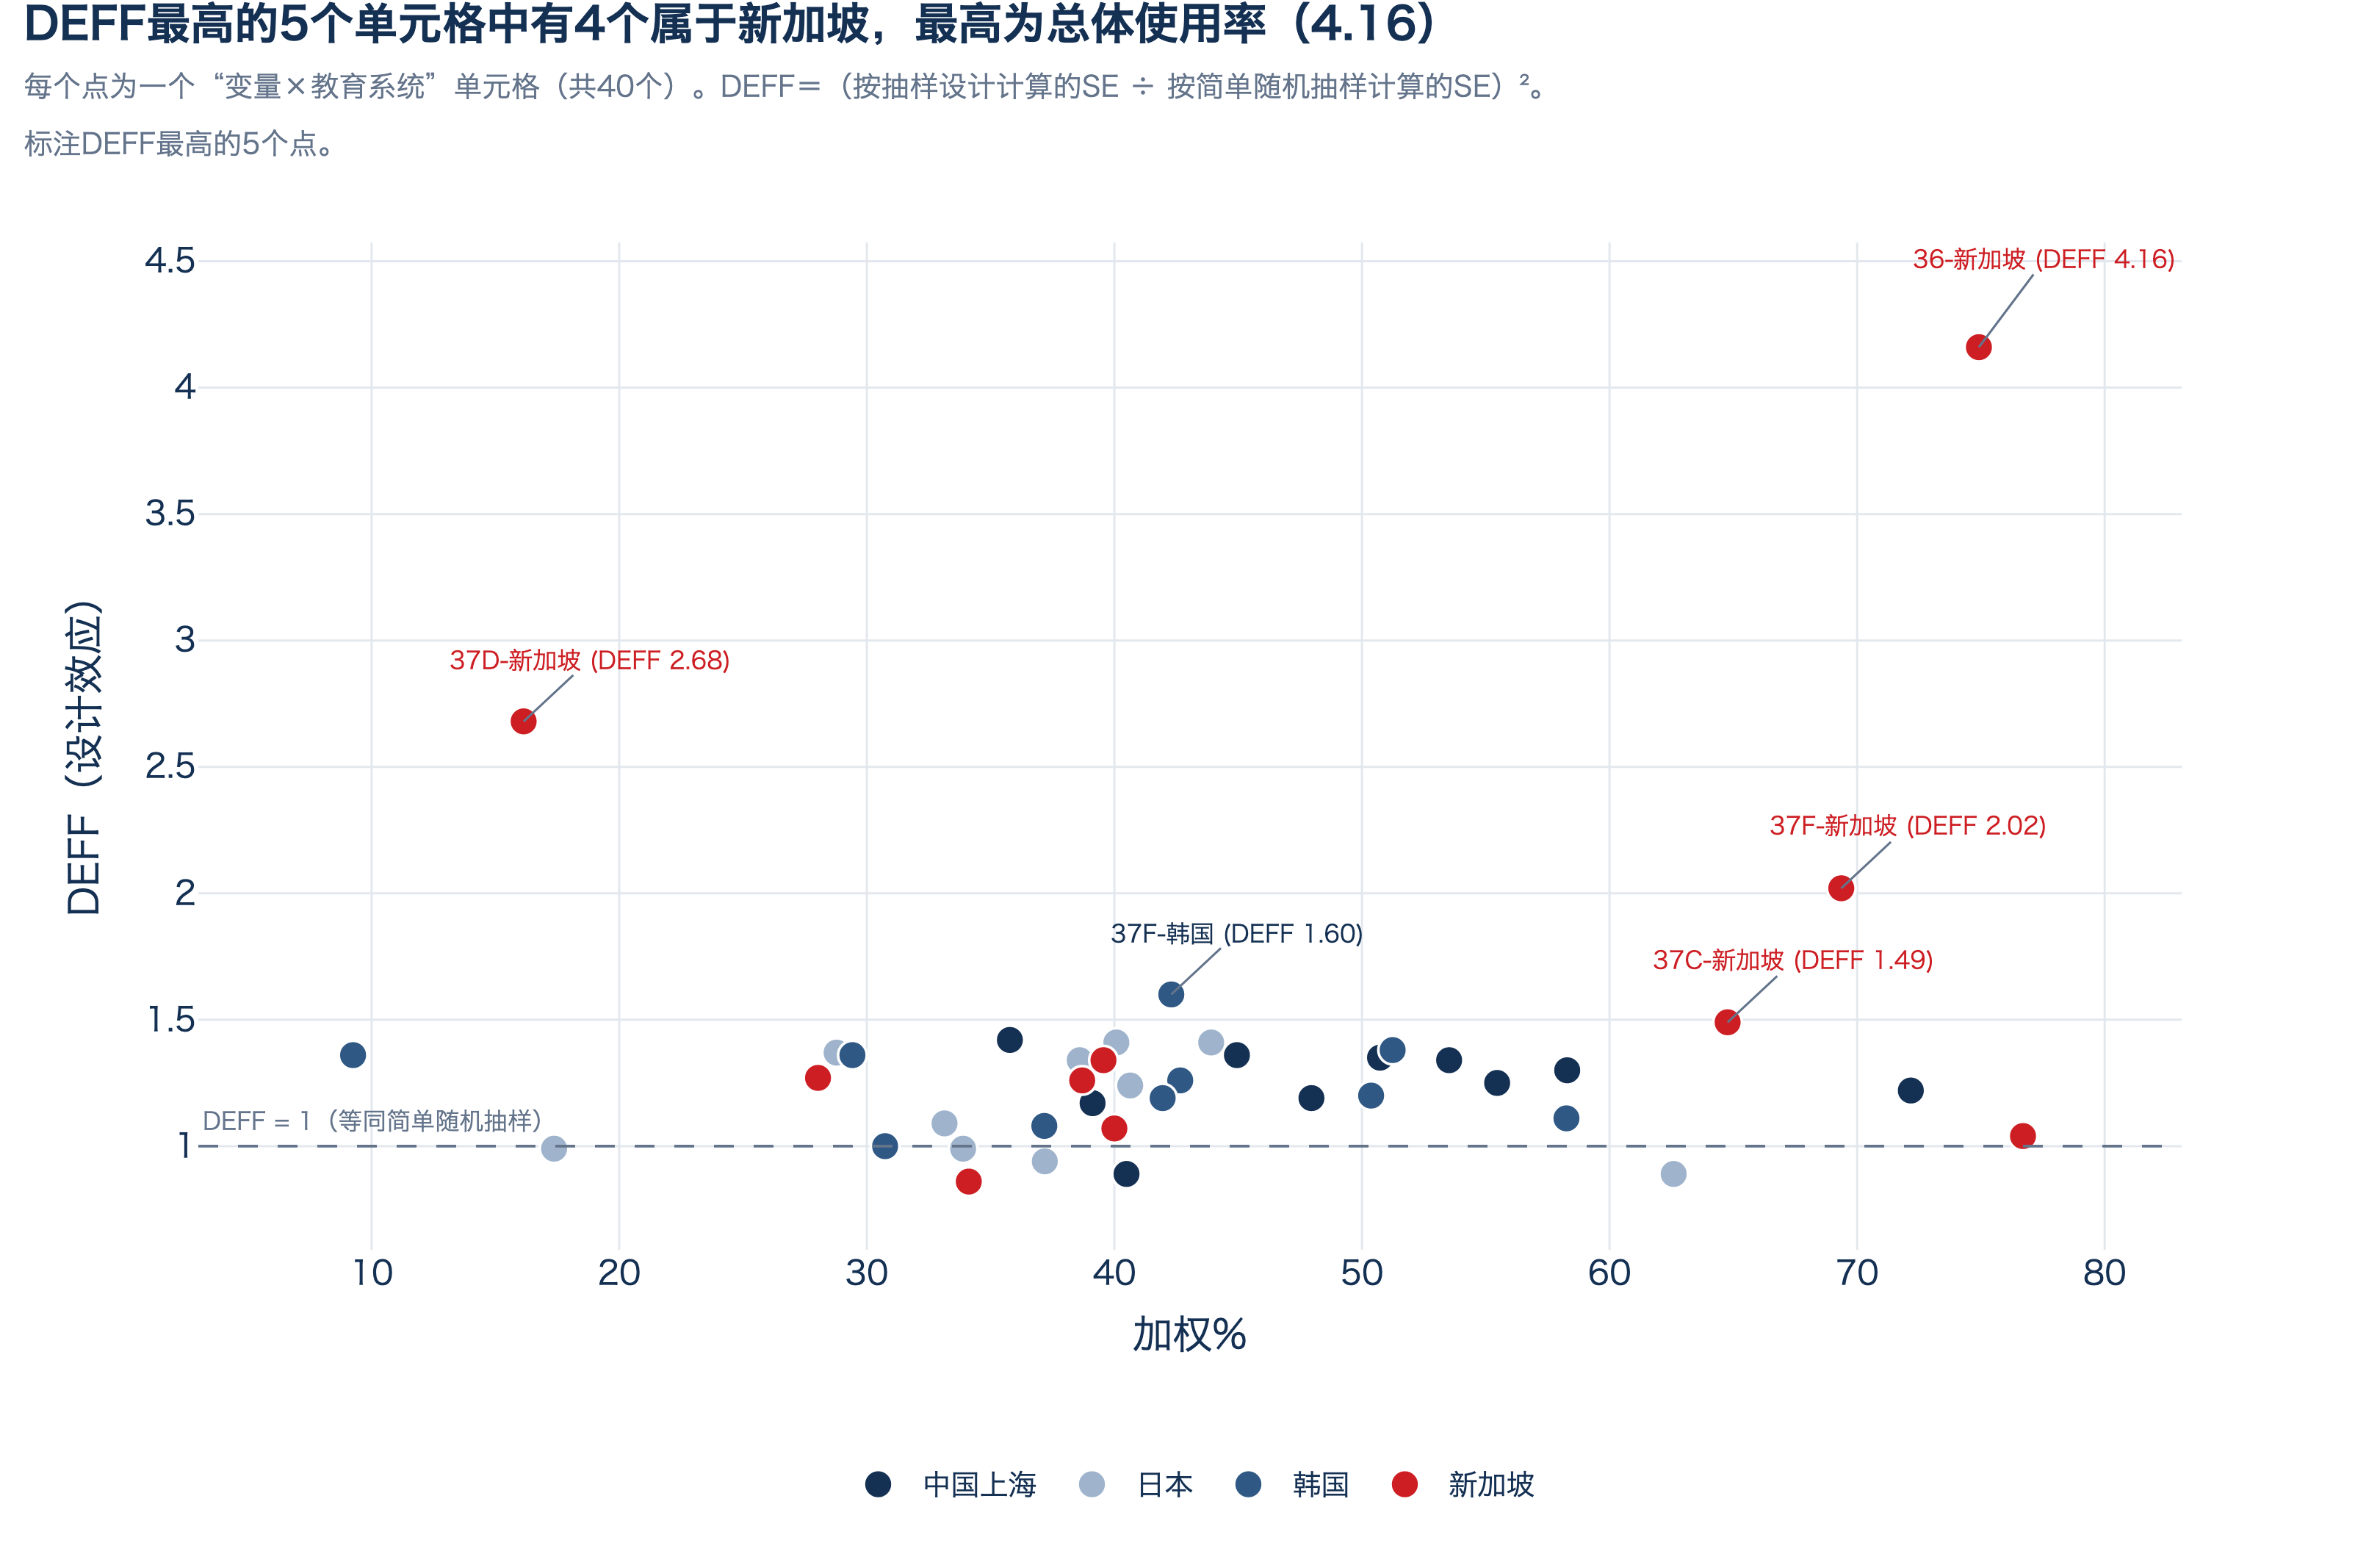 DEFF最高的5个单元格中有4个属于新加坡，最高为总体使用率（4.16）
每个点为一个“变量×教育系统”单元格（共40个）。DEFF＝（按抽样设计计算的SE ÷ 按简单随机抽样计算的SE）²。
标注DEFF最高的5个点。
4.5
4
3.5
3
2.5
2
1.5
1
DEFF（设计效应）
36-新加坡 (DEFF 4.16)
37D-新加坡 (DEFF 2.68)
37F-新加坡 (DEFF 2.02)
37F-韩国 (DEFF 1.60)
37C-新加坡 (DEFF 1.49)
DEFF = 1（等同简单随机抽样）
10 20 30 40 50 60 70 80
加权%
中国上海 日本 韩国 新加坡